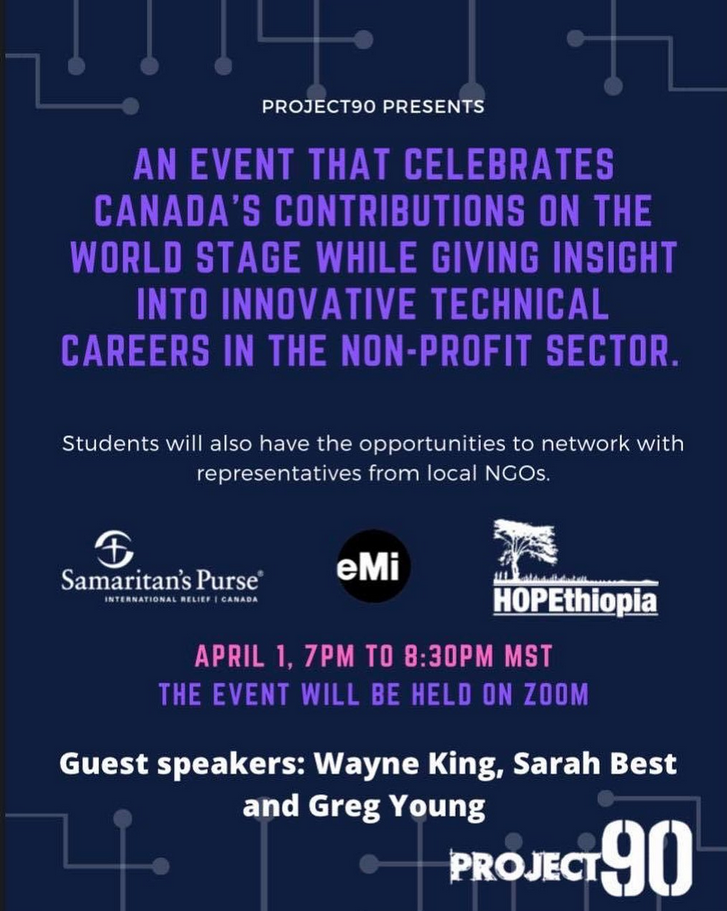 PROJECT90 PRESENTS
AN EVENT THAT CELEBRATES
CANADA'S CONTRIBUTIONS ON THE
WORLD STAGE WHILE GIVING INSIGHT
INTO INNOVATIVE TECHNICAL
CAREERS IN THE NON-PROFIT SECTOR.
Students will also have the opportunities to network with
representatives from local NGOs.
Samaritan's Purse®
INTERNATIONAL RELIEF | CANADA
eMi
HOPEthiopia
APRIL 1, 7PM TO 8:30PM MST
THE EVENT WILL BE HELD ON ZOOM
Guest speakers: Wayne King, Sarah Best
and Greg Young
PROJECT90